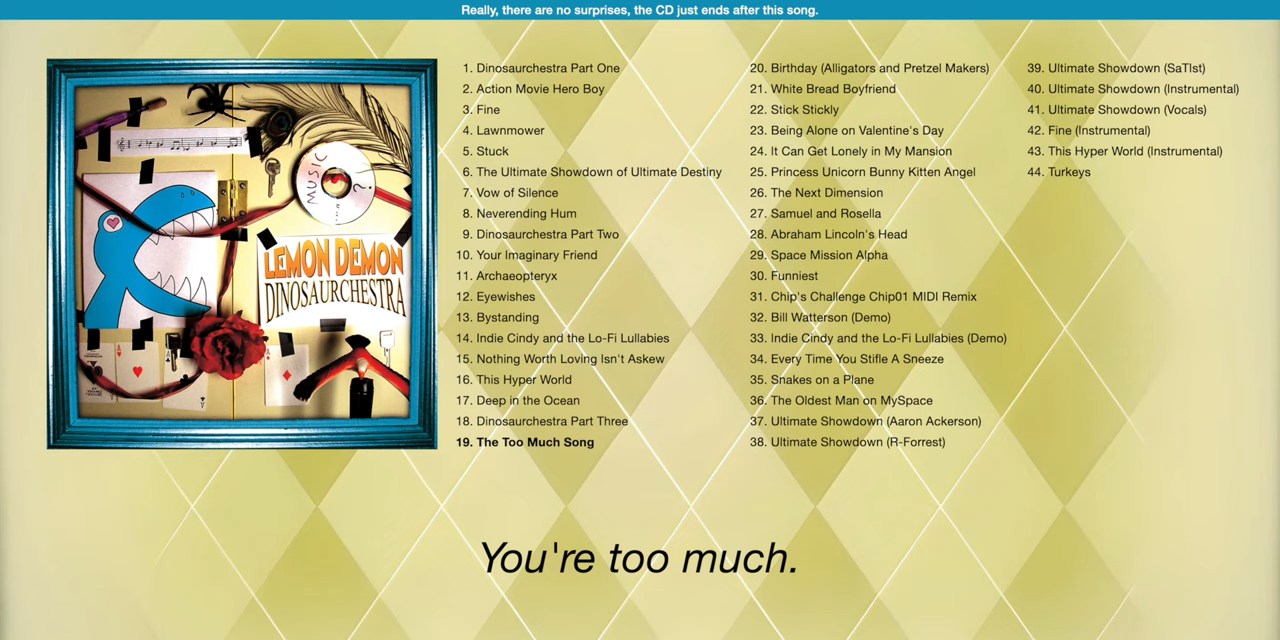 Really, there are no surprises, the CD just ends after this song.
MUSIC
LEMON DEMON
DINOSAURCHESTRA
1. Dinosaurchestra Part One
2. Action Movie Hero Boy
3. Fine
4. Lawnmower
5. Stuck
6. The Ultimate Showdown of Ultimate Destiny
7. Vow of Silence
8. Neverending Hum
9. Dinosaurchestra Part Two
10. Your Imaginary Friend
11. Archaeopteryx
12. Eyewishes
13. Bystanding
14. Indie Cindy and the Lo-Fi Lullabies
15. Nothing Worth Loving Isn't Askew
16. This Hyper World
17. Deep in the Ocean
18. Dinosaurchestra Part Three
19. The Too Much Song
20. Birthday (Alligators and Pretzel Makers)
21. White Bread Boyfriend
22. Stick Stickly
23. Being Alone on Valentine's Day
24. It Can Get Lonely in My Mansion
25. Princess Unicorn Bunny Kitten Angel
26. The Next Dimension
27. Samuel and Rosella
28. Abraham Lincoln's Head
29. Space Mission Alpha
30. Funniest
31. Chip's Challenge Chip01 MIDI Remix
32. Bill Watterson (Demo)
33. Indie Cindy and the Lo-Fi Lullabies (Demo)
34. Every Time You Stifle A Sneeze
35. Snakes on a Plane
36. The Oldest Man on MySpace
37. Ultimate Showdown (Aaron Ackerson)
38. Ultimate Showdown (R-Forrest)
39. Ultimate Showdown (SaTIst)
40. Ultimate Showdown (Instrumental)
41. Ultimate Showdown (Vocals)
42. Fine (Instrumental)
43. This Hyper World (Instrumental)
44. Turkeys
You're too much.